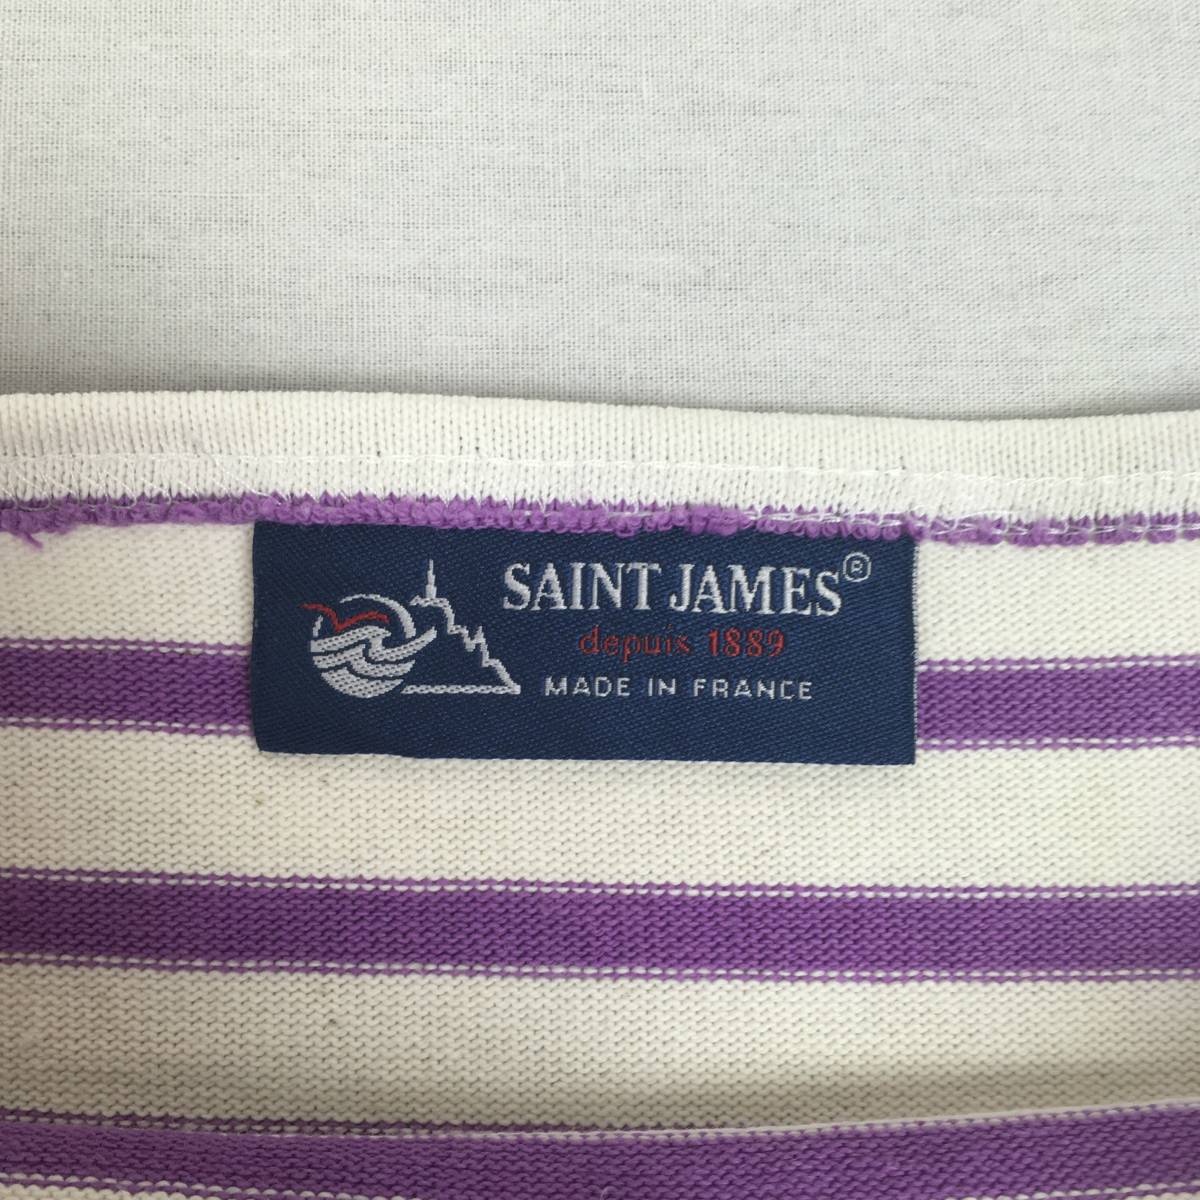 SAINT JAMES®
depuis 1889
MADE IN FRANCE